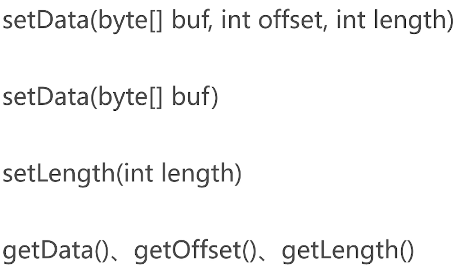 setData(byte[] buf, int offset, int length)
setData(byte[] buf)
setLength(int length)
getData()、getOffset()、getLength()